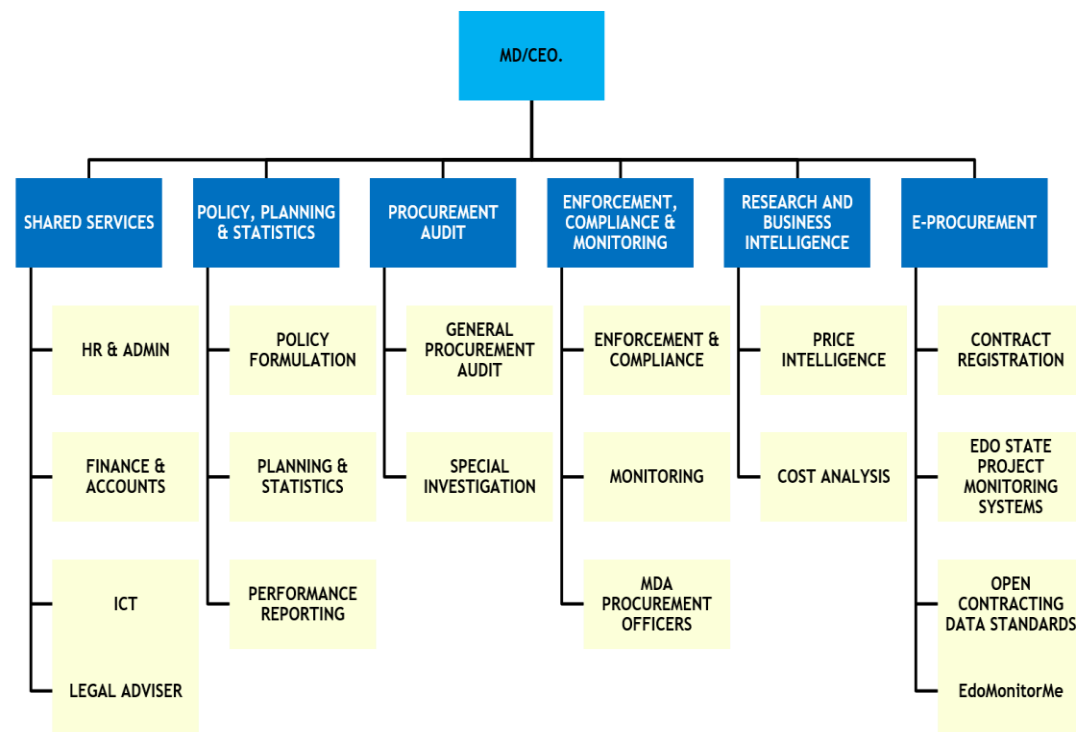 MD/CEO.
SHARED SERVICES
POLICY, PLANNING
& STATISTICS
PROCUREMENT
AUDIT
ENFORCEMENT,
COMPLIANCE &
MONITORING
RESEARCH AND
BUSINESS
INTELLIGENCE
E-PROCUREMENT
HR & ADMIN
POLICY
FORMULATION
GENERAL
PROCUREMENT
AUDIT
ENFORCEMENT &
COMPLIANCE
PRICE
INTELLIGENCE
CONTRACT
REGISTRATION
FINANCE &
ACCOUNTS
PLANNING &
STATISTICS
SPECIAL
INVESTIGATION
MONITORING
COST ANALYSIS
EDO STATE
PROJECT
MONITORING
SYSTEMS
ICT
PERFORMANCE
REPORTING
MDA
PROCUREMENT
OFFICERS
OPEN
CONTRACTING
DATA STANDARDS
LEGAL ADVISER
EdoMonitorMe